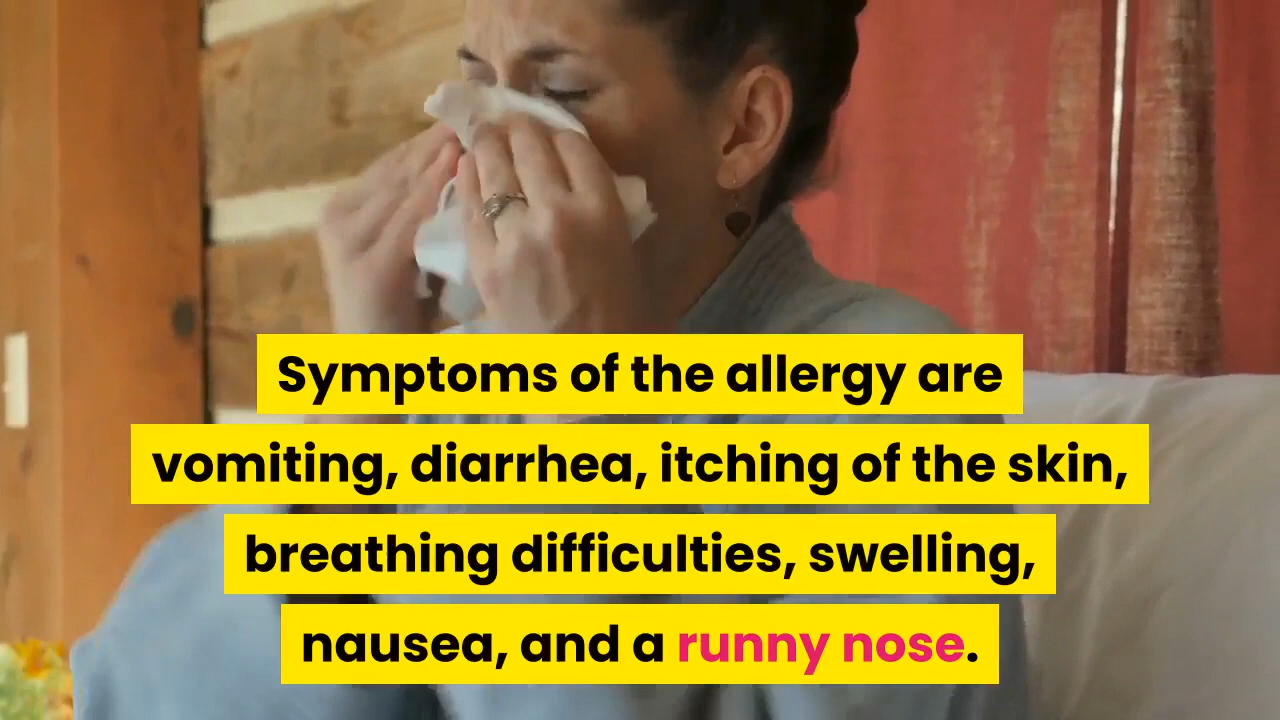 Symptoms of the allergy are
vomiting, diarrhea, itching of the skin,
breathing difficulties, swelling,
nausea, and a runny nose.